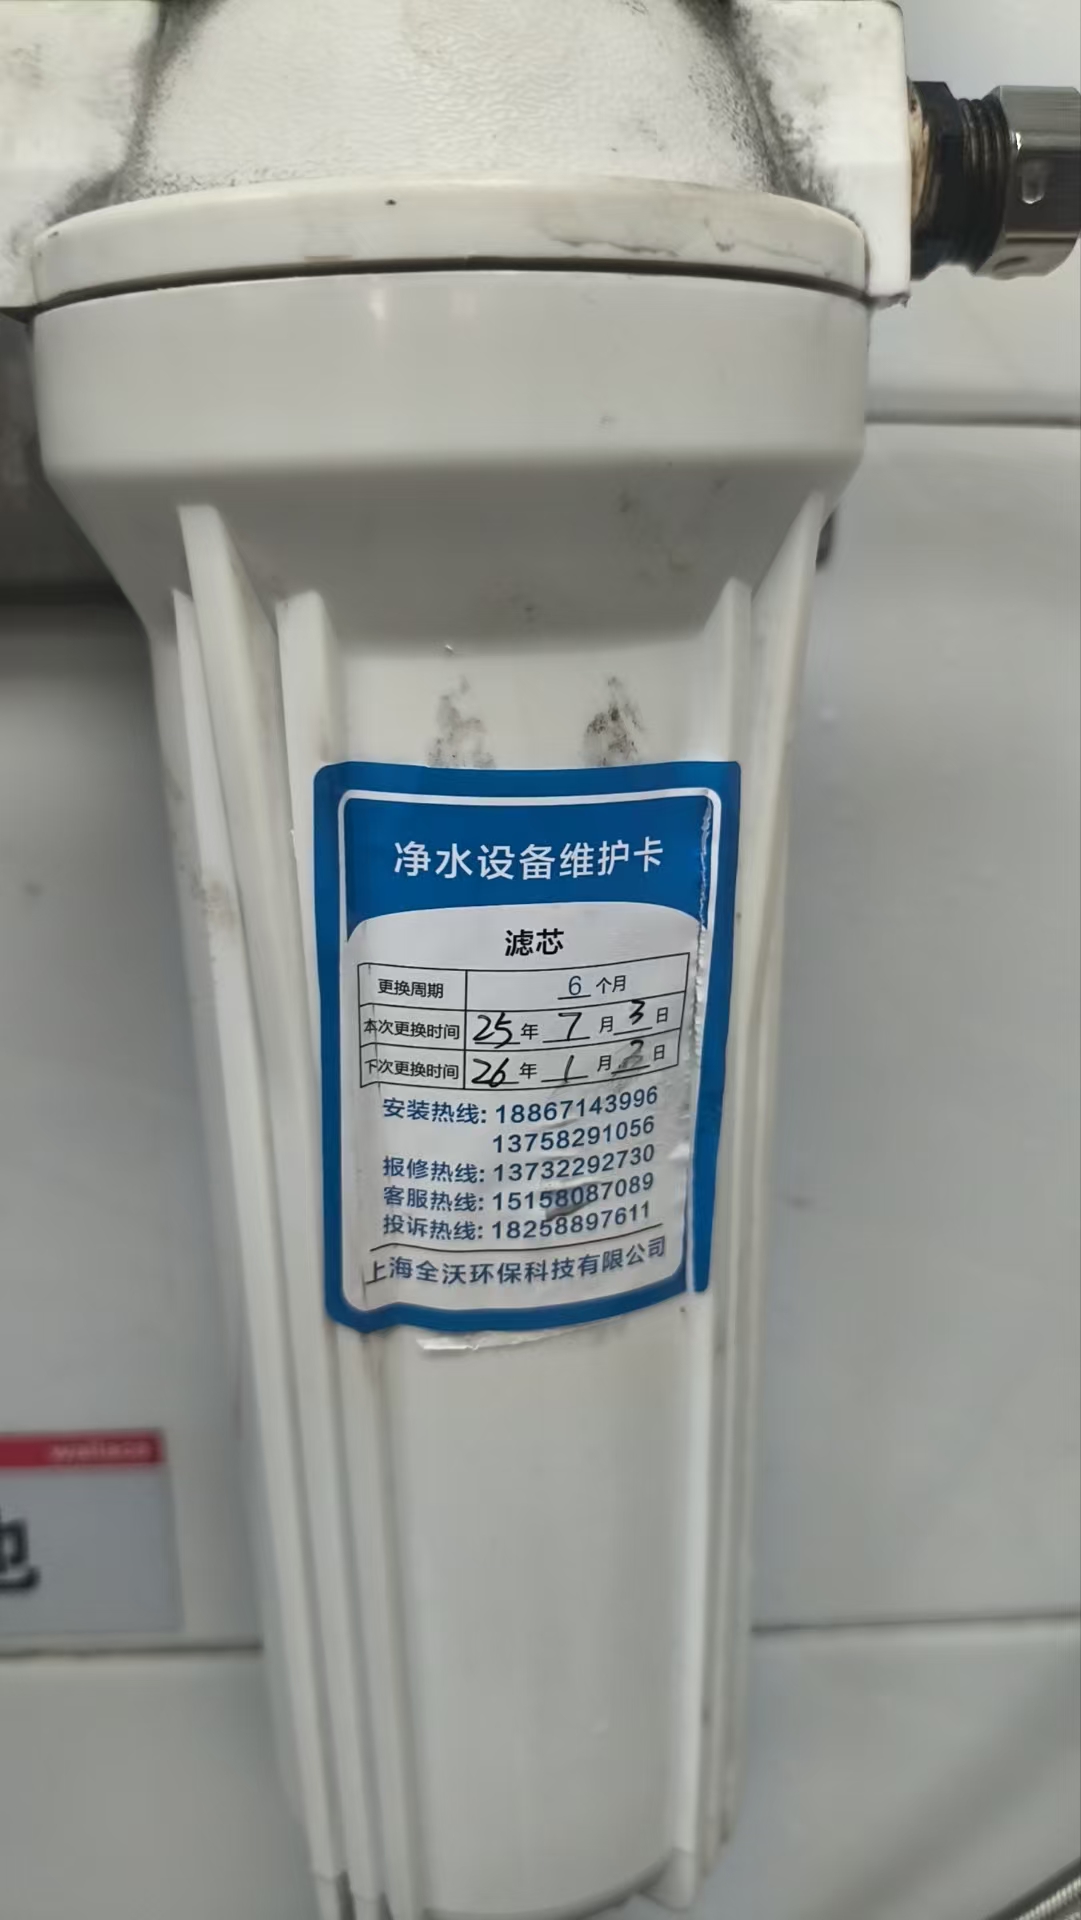 净水设备维护卡
滤芯
更换周期 6 个月
本次更换时间 25 年 7 月 3 日
下次更换时间 26 年 1 月 2 日
安装热线: 18867143996
13758291056
报修热线: 13732292730
客服热线: 15158087089
投诉热线: 18258897611
上海全沃环保科技有限公司